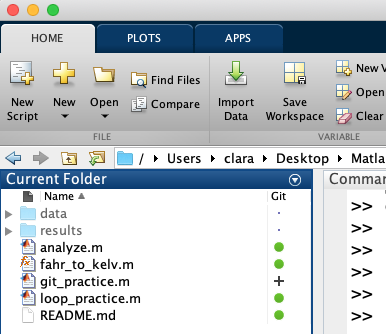 HOME PLOTS APPS
New Script New Open Find Files Compare Import Data Save Workspace New V Open Clear
FILE VARIABLE
/ Users clara Desktop Matla
Current Folder Comma
Name Git
data
results
analyze.m
fahr_to_kelv.m
git_practice.m
loop_practice.m
README.md
>>
>>
>>
>>
>>
>>